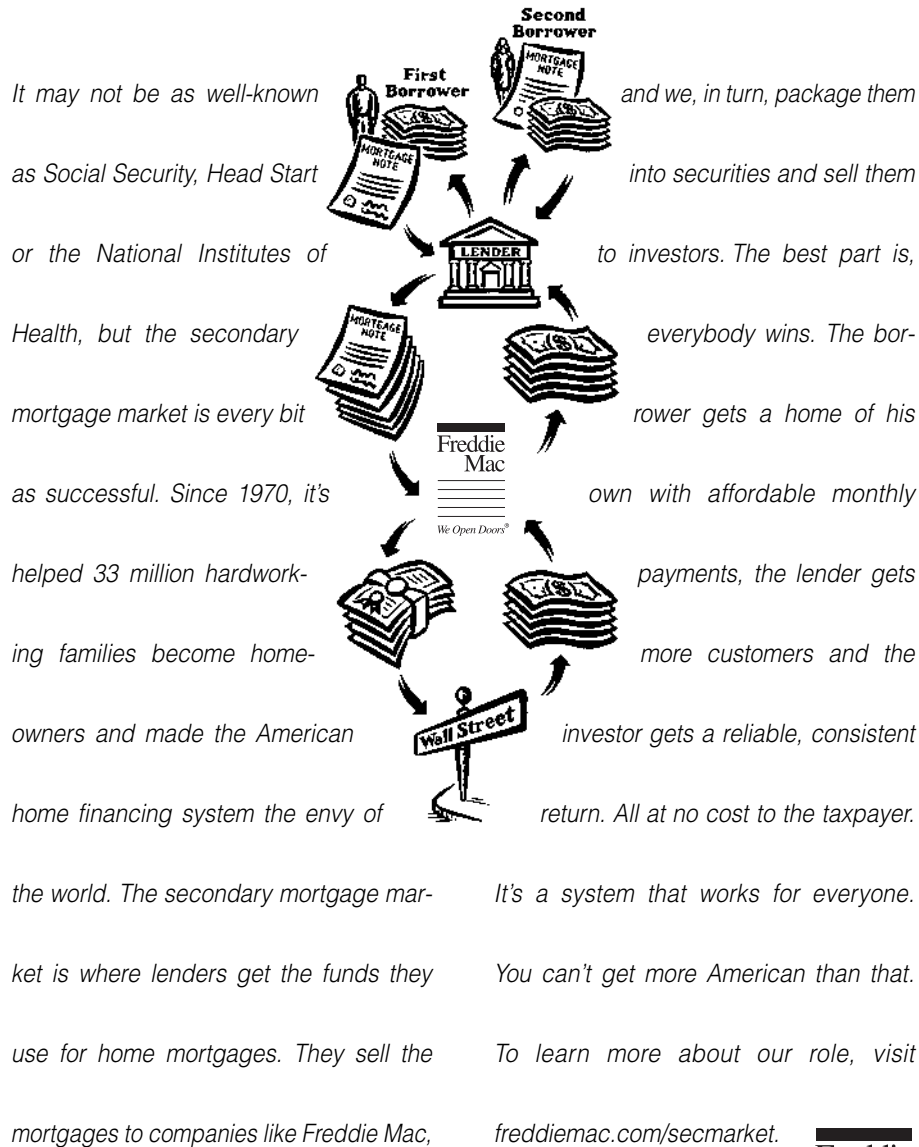 Second
Borrower
MORTGAGE
NOTE
First
Borrower
MORTGAGE
NOTE
LENDER
MORTGAGE
NOTE
Freddie
Mac
We Open Doors®
Wall Street
It may not be as well-known
as Social Security, Head Start
or the National Institutes of
Health, but the secondary
mortgage market is every bit
as successful. Since 1970, it's
helped 33 million hardwork-
ing families become home-
owners and made the American
home financing system the envy of
the world. The secondary mortgage mar-
ket is where lenders get the funds they
use for home mortgages. They sell the
mortgages to companies like Freddie Mac,
and we, in turn, package them
into securities and sell them
to investors. The best part is,
everybody wins. The bor-
rower gets a home of his
own with affordable monthly
payments, the lender gets
more customers and the
investor gets a reliable, consistent
return. All at no cost to the taxpayer.
It's a system that works for everyone.
You can't get more American than that.
To learn more about our role, visit
freddiemac.com/secmarket.